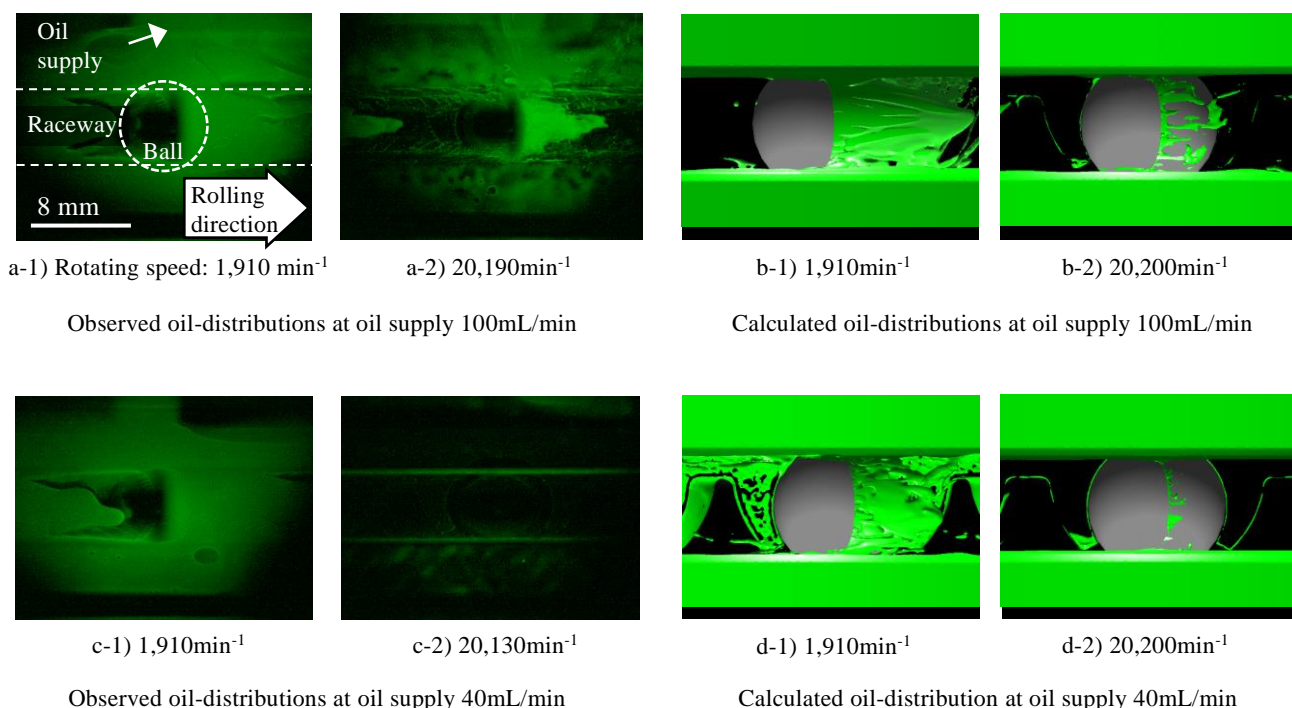 Oil
supply
Raceway
Ball
8 mm
Rolling
direction
a-1) Rotating speed: 1,910 min⁻¹
a-2) 20,190min⁻¹
b-1) 1,910min⁻¹
b-2) 20,200min⁻¹
Observed oil-distributions at oil supply 100mL/min
Calculated oil-distributions at oil supply 100mL/min
c-1) 1,910min⁻¹
c-2) 20,130min⁻¹
d-1) 1,910min⁻¹
d-2) 20,200min⁻¹
Observed oil-distributions at oil supply 40mL/min
Calculated oil-distribution at oil supply 40mL/min